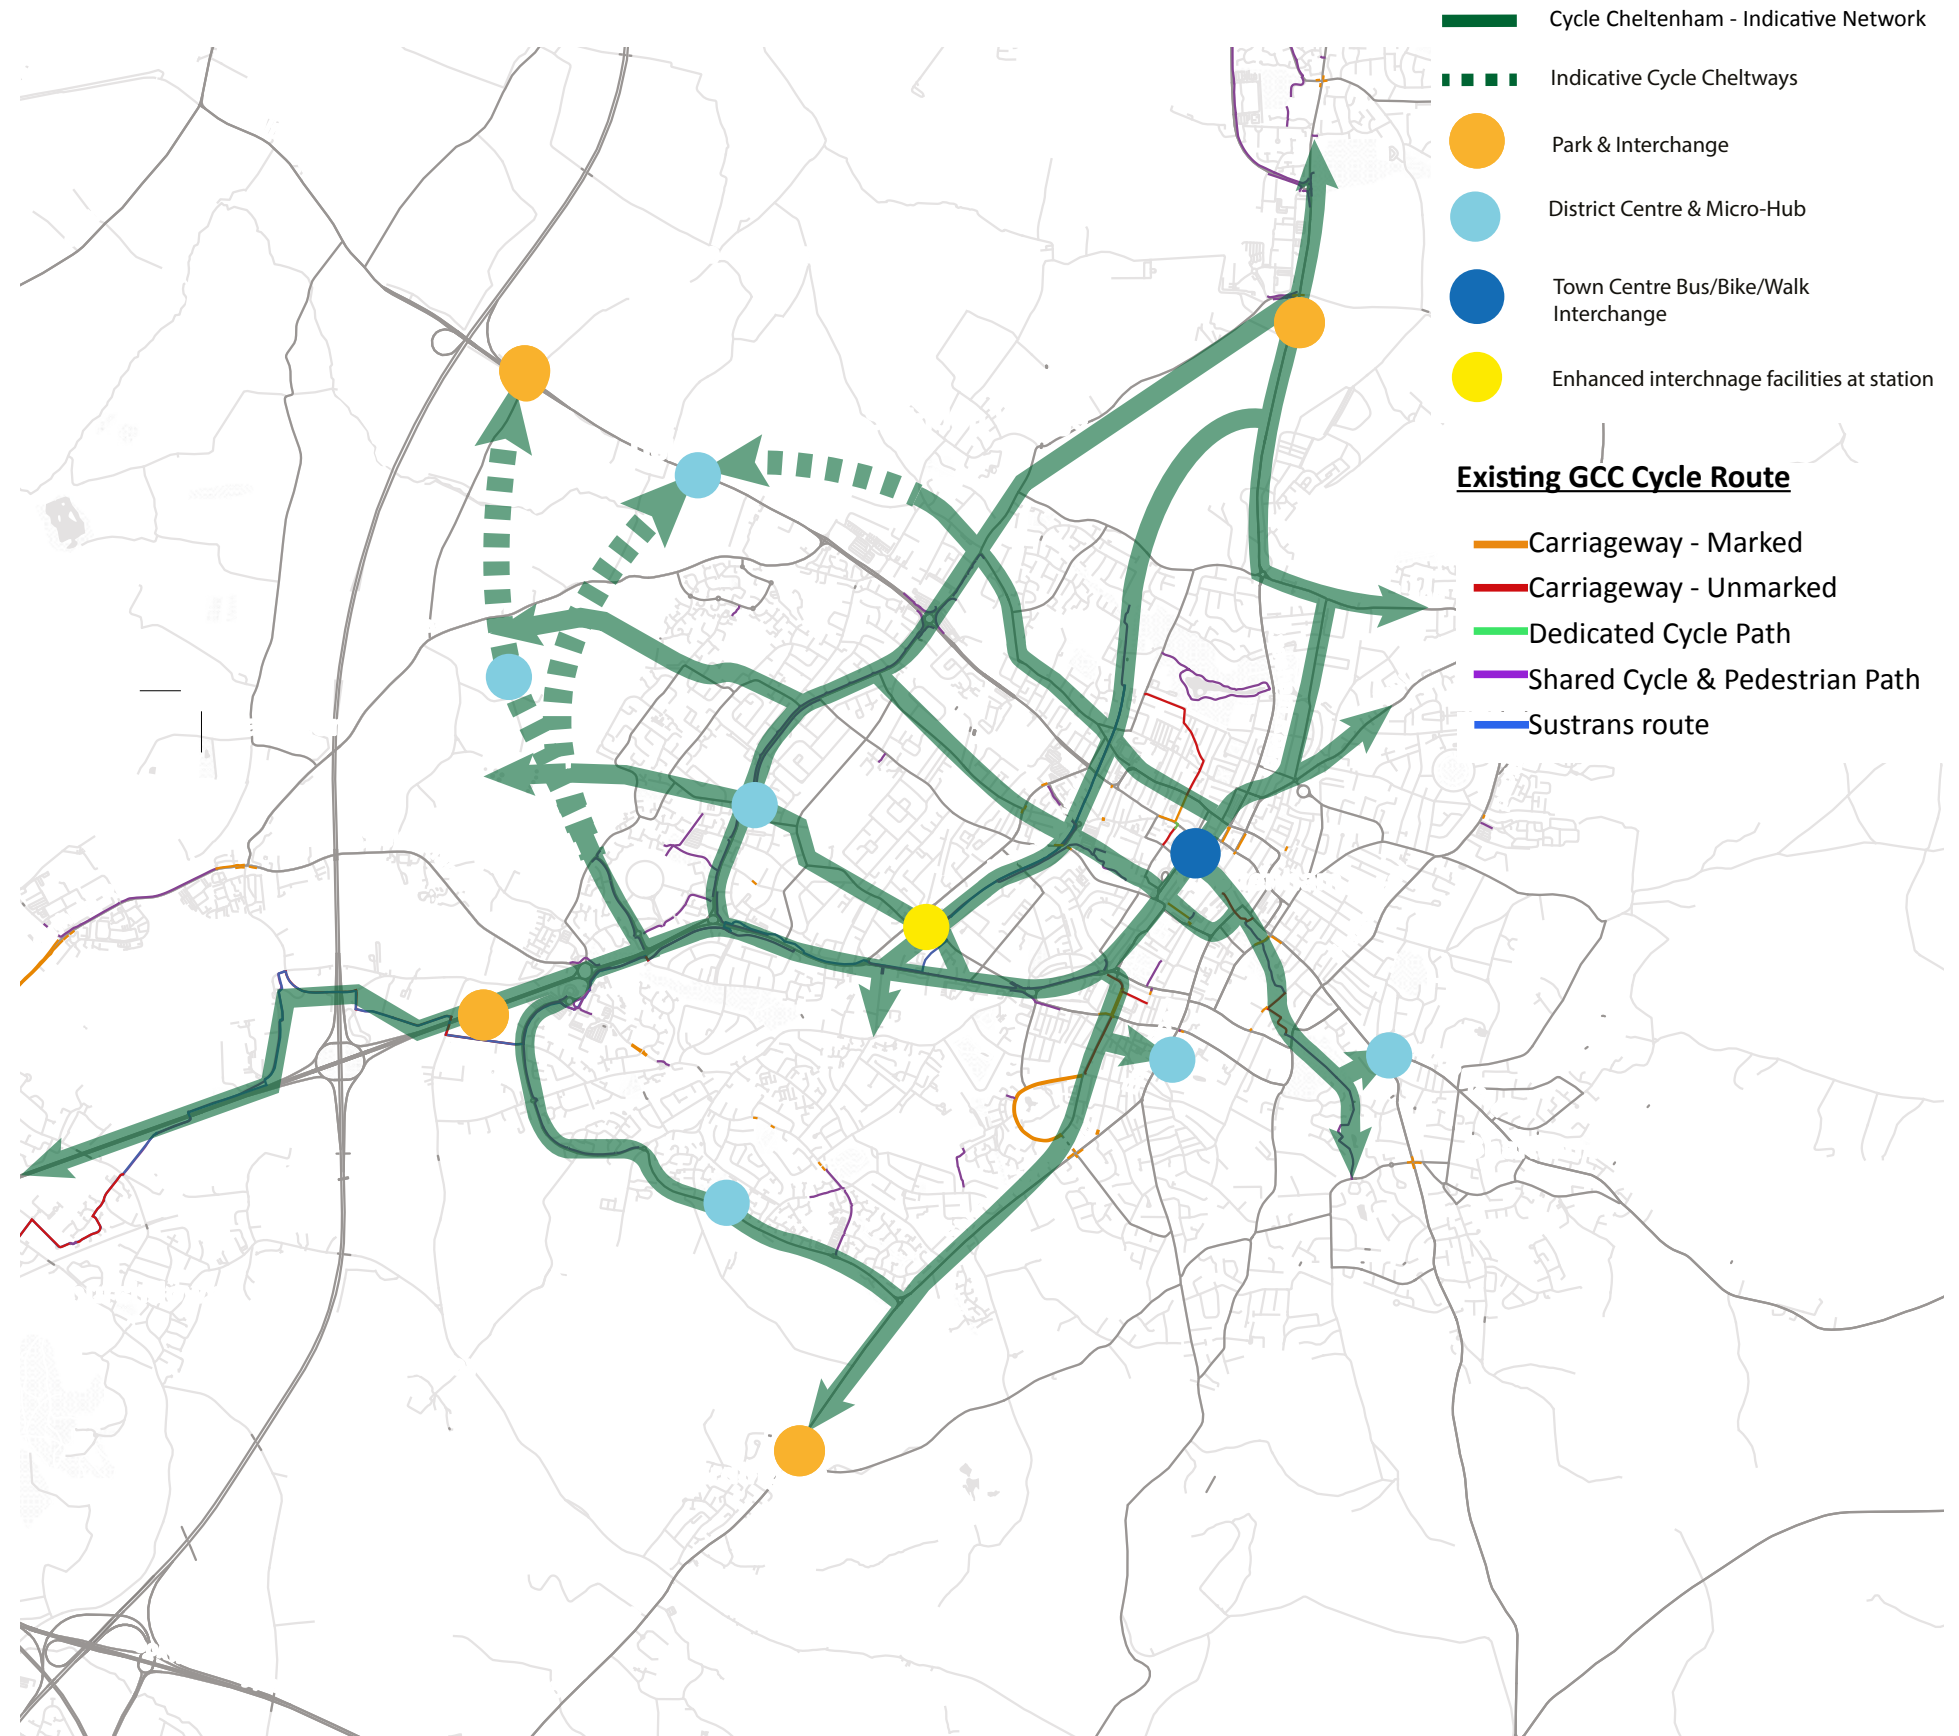 Cycle Cheltenham - Indicative Network
Indicative Cycle Cheltways
Park & Interchange
District Centre & Micro-Hub
Town Centre Bus/Bike/Walk
Interchange
Enhanced interchnage facilities at station
Existing GCC Cycle Route
Carriageway - Marked
Carriageway - Unmarked
Dedicated Cycle Path
Shared Cycle & Pedestrian Path
Sustrans route